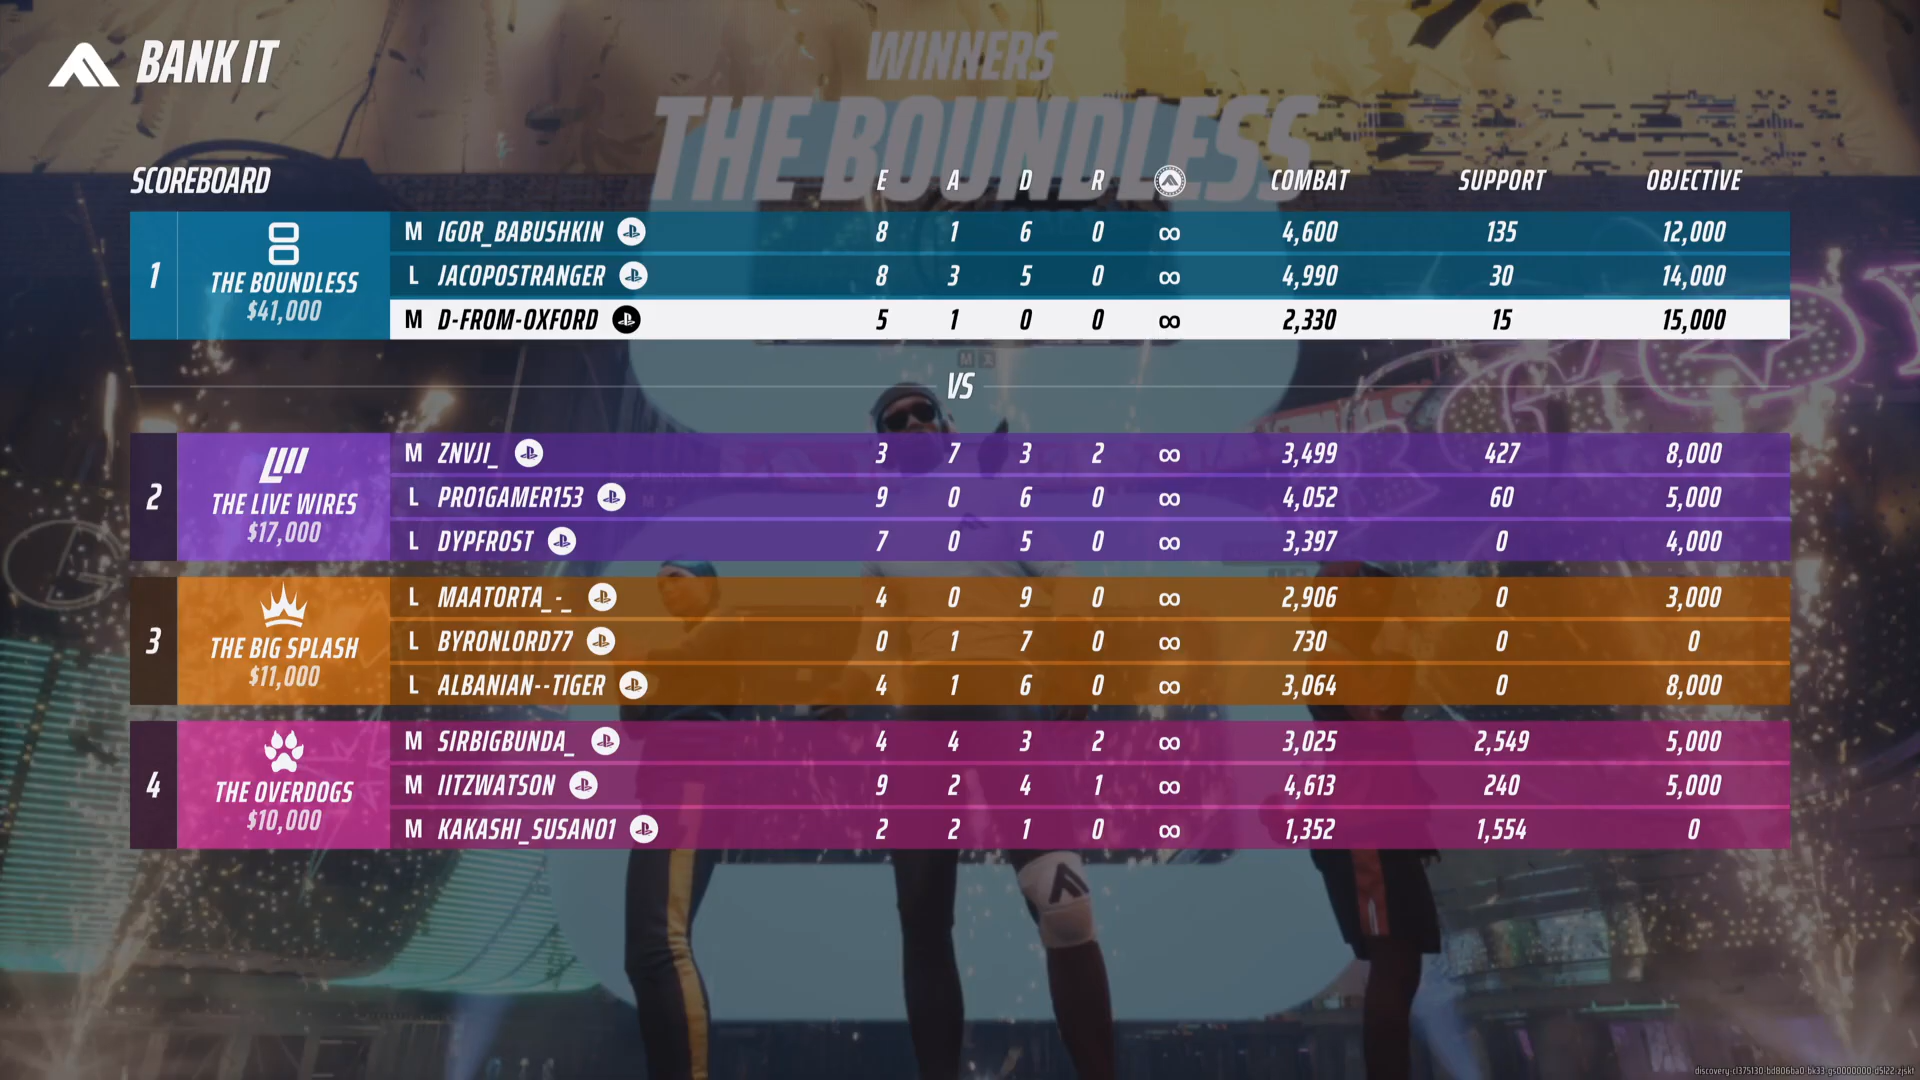 BANK IT
WINNERS
THE BOUNDLESS
SCOREBOARD E A D R COMBAT SUPPORT OBJECTIVE
1 THE BOUNDLESS $41,000
M IGOR_BABUSHKIN 8 1 6 0 ∞ 4,600 135 12,000
L JACOPOSTRANGER 8 3 5 0 ∞ 4,990 30 14,000
M D-FROM-OXFORD 5 1 0 0 ∞ 2,330 15 15,000
VS
2 THE LIVE WIRES $17,000
M ZNVJI_ 3 7 3 2 ∞ 3,499 427 8,000
L PRO1GAMER153 9 0 6 0 ∞ 4,052 60 5,000
L DYPFROST 7 0 5 0 ∞ 3,397 0 4,000
3 THE BIG SPLASH $11,000
L MAATORTA_-_ 4 0 9 0 ∞ 2,906 0 3,000
L BYRONLORD77 0 1 7 0 ∞ 730 0 0
L ALBANIAN--TIGER 4 1 6 0 ∞ 3,064 0 8,000
4 THE OVERDOGS $10,000
M SIRBIGBUNDA_ 4 4 3 2 ∞ 3,025 2,549 5,000
M IITZWATSON 9 2 4 1 ∞ 4,613 240 5,000
M KAKASHI_SUSANO1 2 2 1 0 ∞ 1,352 1,554 0